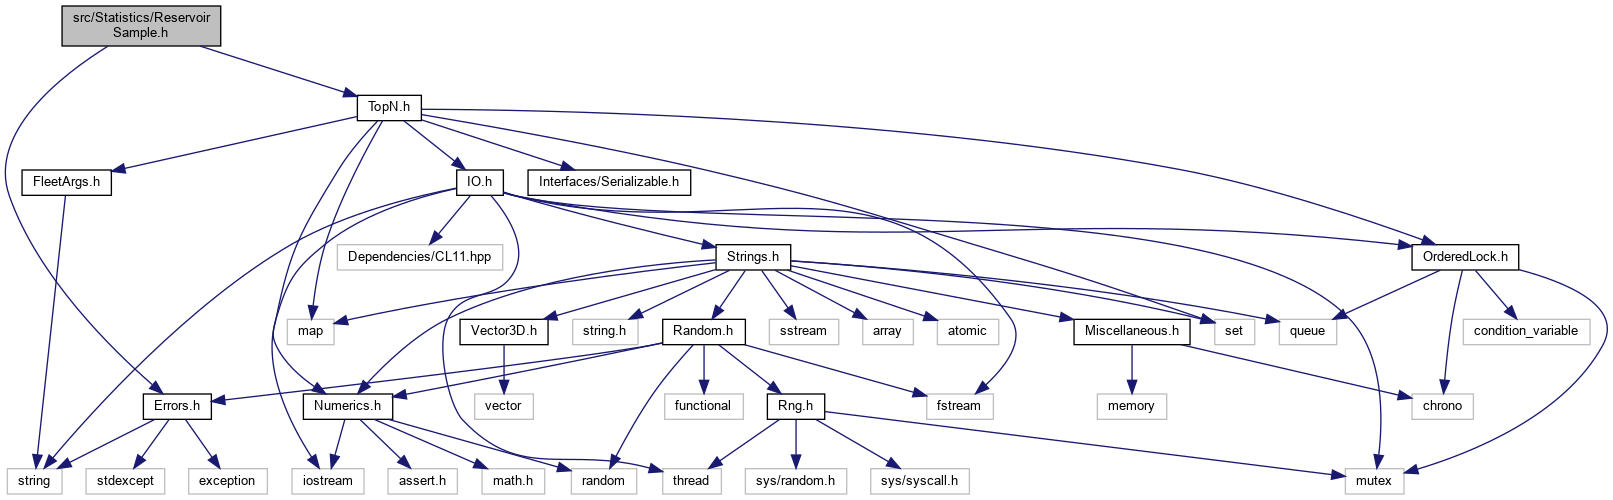 src/Statistics/Reservoir
Sample.h
TopN.h
FleetArgs.h
IO.h
Interfaces/Serializable.h
Dependencies/CL11.hpp
Strings.h
OrderedLock.h
map
Vector3D.h
string.h
Random.h
sstream
array
atomic
Miscellaneous.h
set
queue
condition_variable
Errors.h
Numerics.h
vector
functional
Rng.h
fstream
memory
chrono
string
stdexcept
exception
iostream
assert.h
math.h
random
thread
sys/random.h
sys/syscall.h
mutex